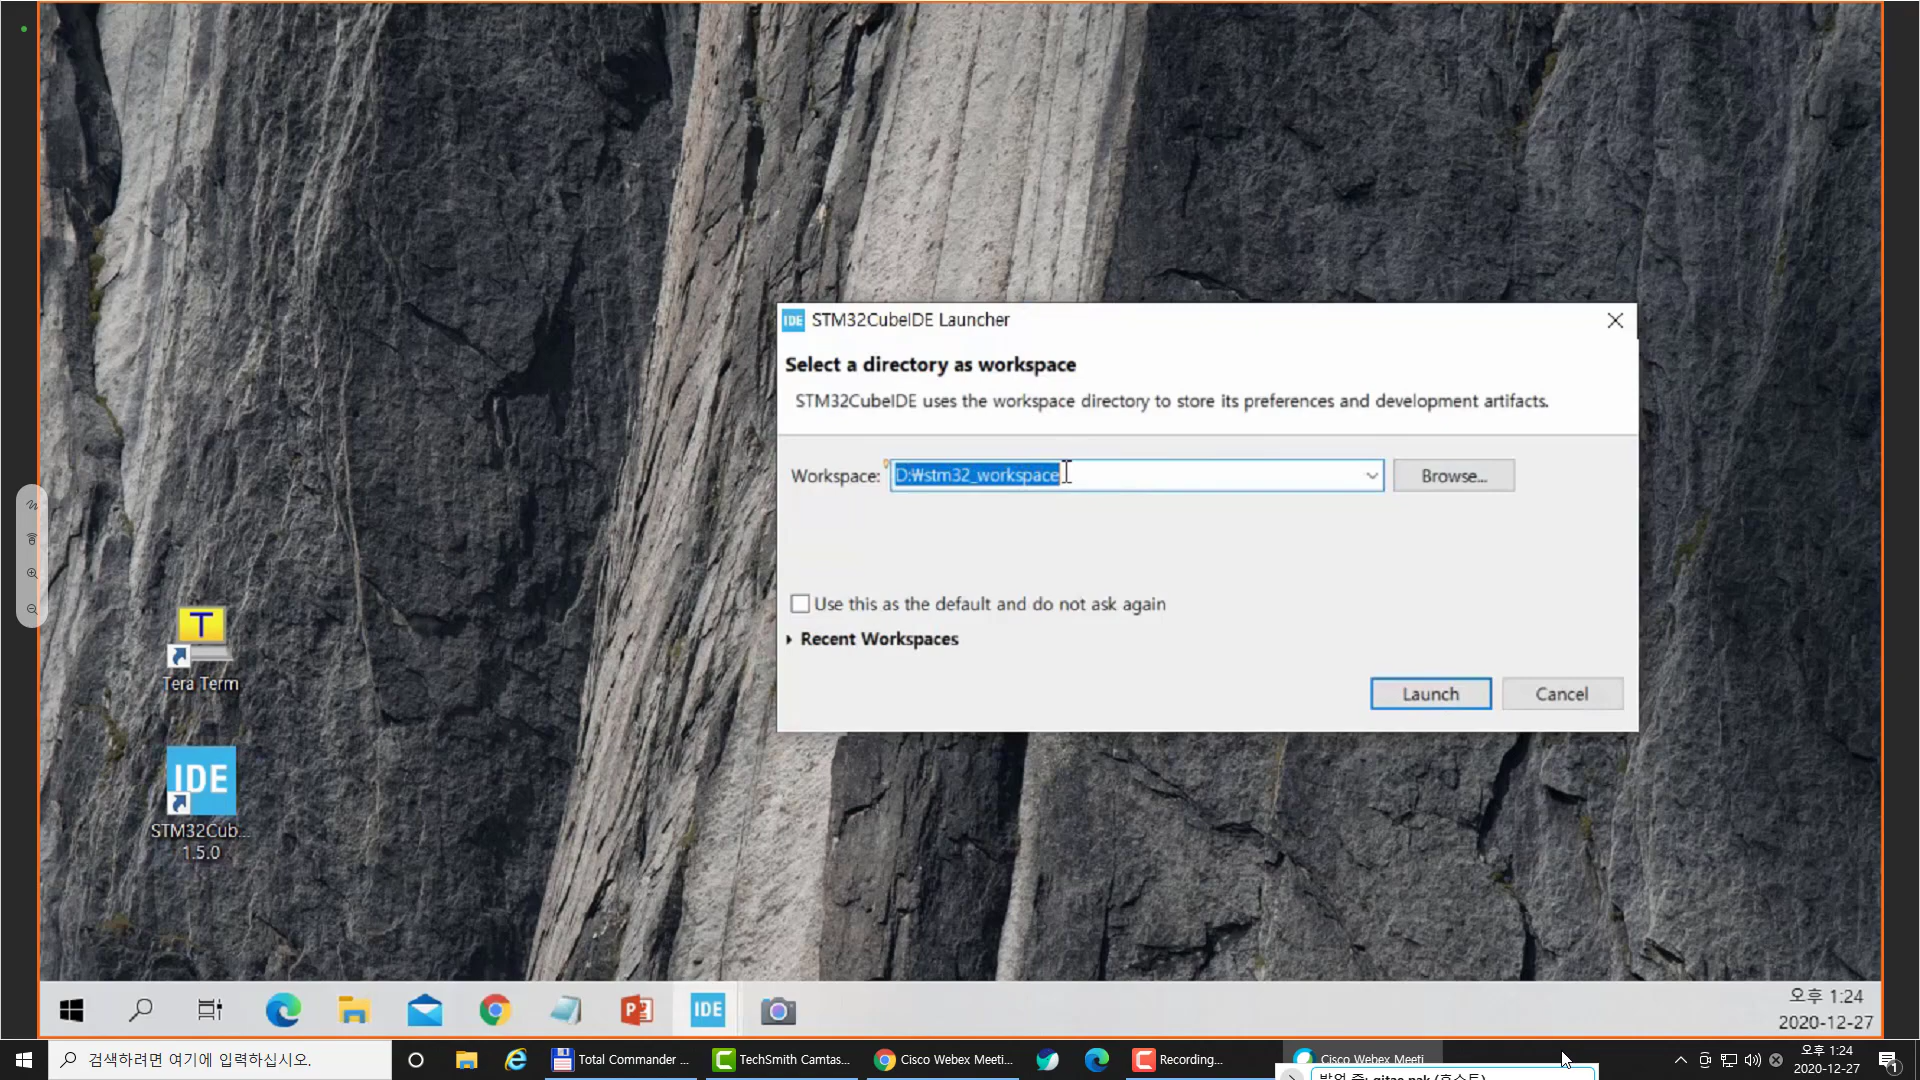 IDE STM32CubeIDE Launcher
Select a directory as workspace
STM32CubeIDE uses the workspace directory to store its preferences and development artifacts.
Workspace: D:₩stm32_workspace Browse...
Use this as the default and do not ask again
Recent Workspaces
Launch Cancel
T
Tera Term
IDE
STM32Cub...
1.5.0
IDE
오후 1:24
2020-12-27
검색하려면 여기에 입력하십시오.
Total Commander ...
TechSmith Camtas...
Cisco Webex Meeti...
Recording...
Cisco Webex Meeti
오후 1:24
2020-12-27
1